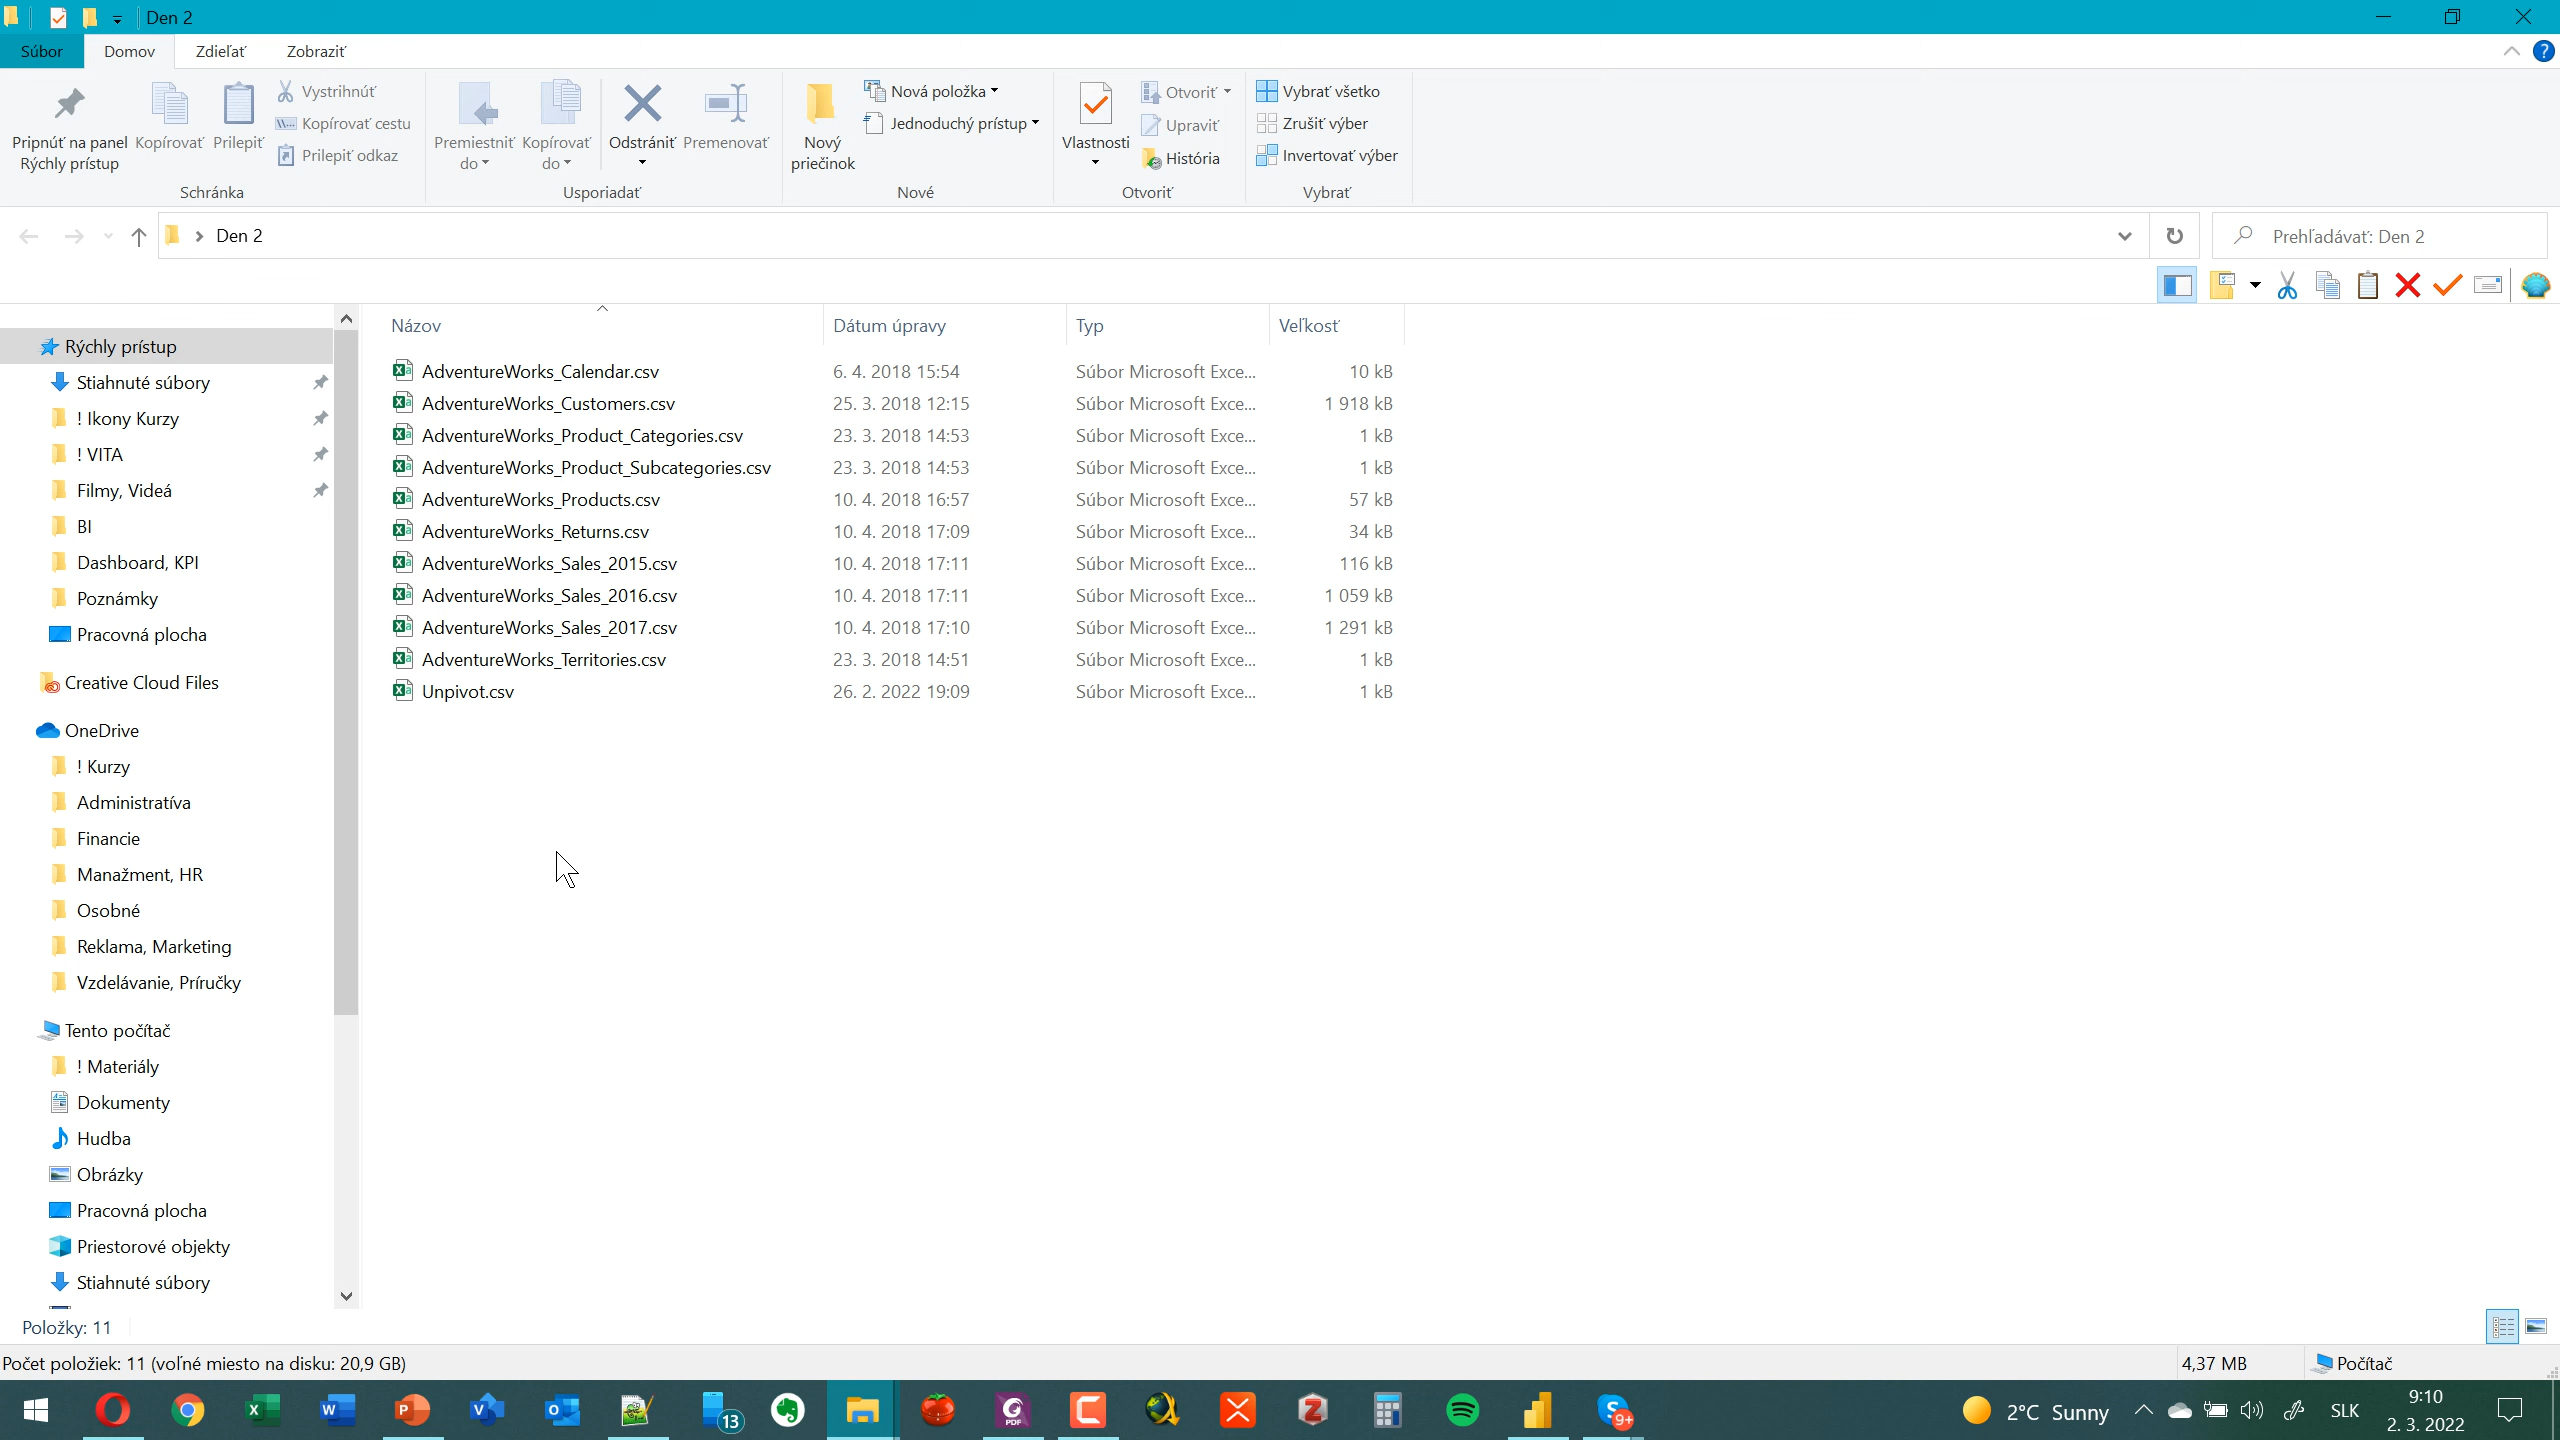 Den 2
Súbor Domov Zdieľať Zobraziť ?
Pripnúť na panel
Rýchly prístup
Kopírovať
Prilepiť
Vystrihnúť
Kopírovať cestu
Prilepiť odkaz
Schránka
Premiestniť
do
Kopírovať
do
Odstrániť
Premenovať
Usporiadať
Nový
priečinok
Nová položka
Jednoduchý prístup
Nové
Vlastnosti
Otvoriť
Upraviť
História
Otvoriť
Vybrať všetko
Zrušiť výber
Invertovať výber
Vybrať
Den 2
Prehľadávať: Den 2
Rýchly prístup
Stiahnuté súbory
! Ikony Kurzy
! VITA
Filmy, Videá
BI
Dashboard, KPI
Poznámky
Pracovná plocha
Creative Cloud Files
OneDrive
! Kurzy
Administratíva
Financie
Manažment, HR
Osobné
Reklama, Marketing
Vzdelávanie, Príručky
Tento počítač
! Materiály
Dokumenty
Hudba
Obrázky
Pracovná plocha
Priestorové objekty
Stiahnuté súbory
Názov Dátum úpravy Typ Veľkosť
AdventureWorks_Calendar.csv 6. 4. 2018 15:54 Súbor Microsoft Exce... 10 kB
AdventureWorks_Customers.csv 25. 3. 2018 12:15 Súbor Microsoft Exce... 1 918 kB
AdventureWorks_Product_Categories.csv 23. 3. 2018 14:53 Súbor Microsoft Exce... 1 kB
AdventureWorks_Product_Subcategories.csv 23. 3. 2018 14:53 Súbor Microsoft Exce... 1 kB
AdventureWorks_Products.csv 10. 4. 2018 16:57 Súbor Microsoft Exce... 57 kB
AdventureWorks_Returns.csv 10. 4. 2018 17:09 Súbor Microsoft Exce... 34 kB
AdventureWorks_Sales_2015.csv 10. 4. 2018 17:11 Súbor Microsoft Exce... 116 kB
AdventureWorks_Sales_2016.csv 10. 4. 2018 17:11 Súbor Microsoft Exce... 1 059 kB
AdventureWorks_Sales_2017.csv 10. 4. 2018 17:10 Súbor Microsoft Exce... 1 291 kB
AdventureWorks_Territories.csv 23. 3. 2018 14:51 Súbor Microsoft Exce... 1 kB
Unpivot.csv 26. 2. 2022 19:09 Súbor Microsoft Exce... 1 kB
Položky: 11
Počet položiek: 11 (voľné miesto na disku: 20,9 GB) 4,37 MB Počítač
13
PDF
9+
2°C Sunny
SLK
9:10
2. 3. 2022